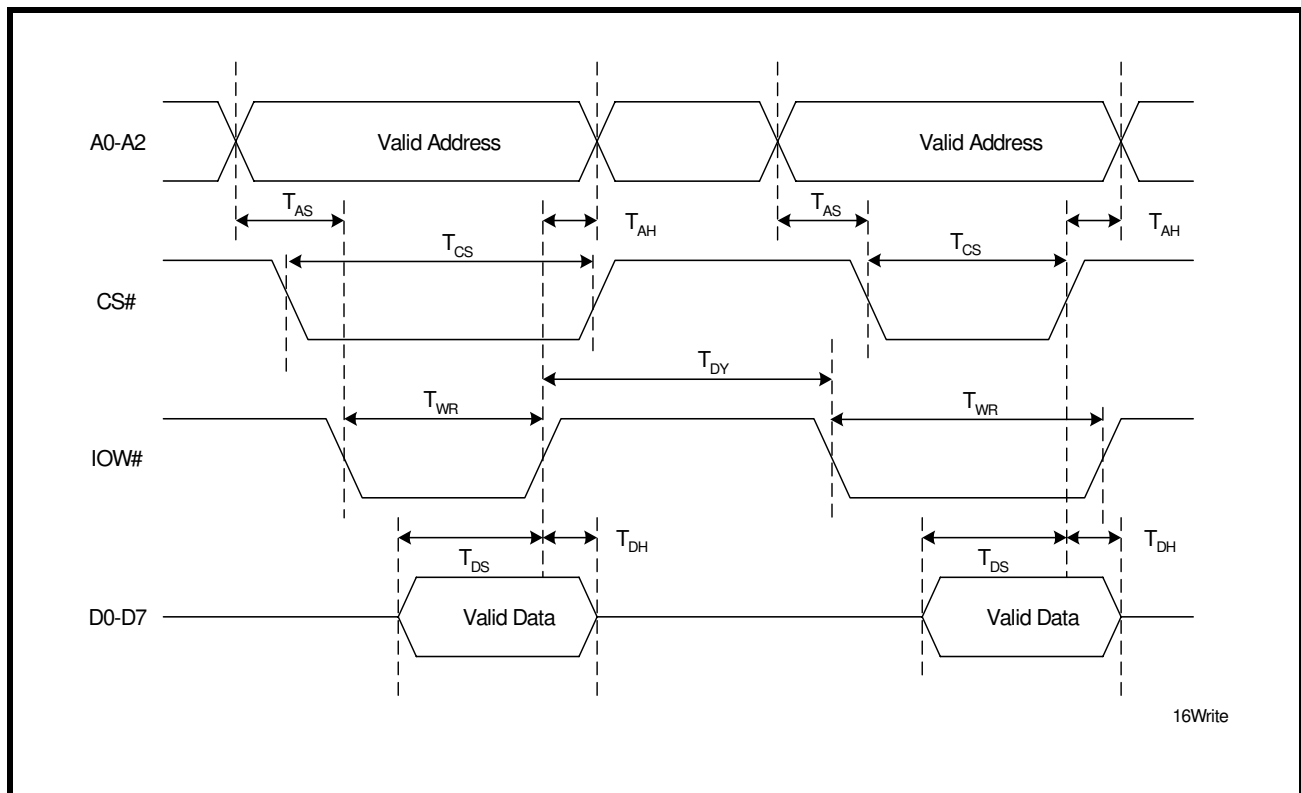 A0-A2
Valid Address
Valid Address
TAS
TAH
TAS
TAH
TCS
TCS
CS#
TDY
TWR
TWR
IOW#
TDS
TDH
TDS
TDH
D0-D7
Valid Data
Valid Data
16Write